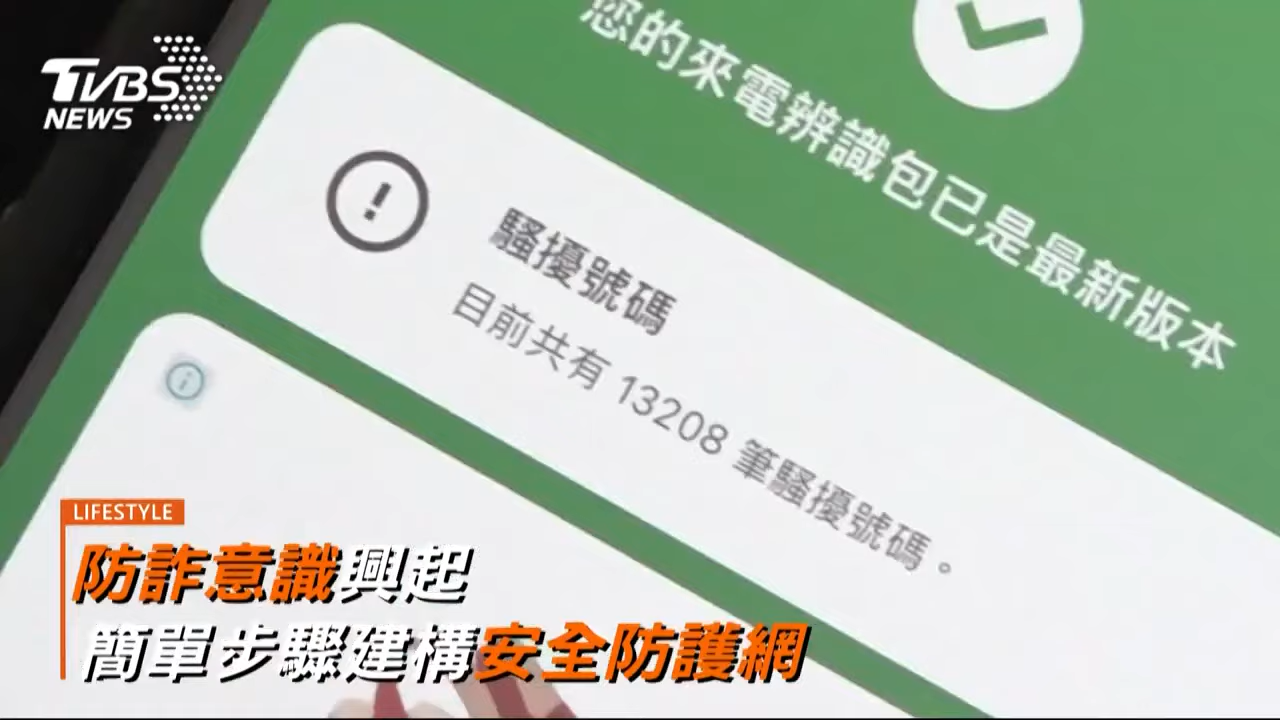 TVBS
NEWS
您的來電辨識包已是最新版本
騷擾號碼
目前共有 13208 筆騷擾號碼。
LIFESTYLE
防詐意識興起
簡單步驟建構安全防護網